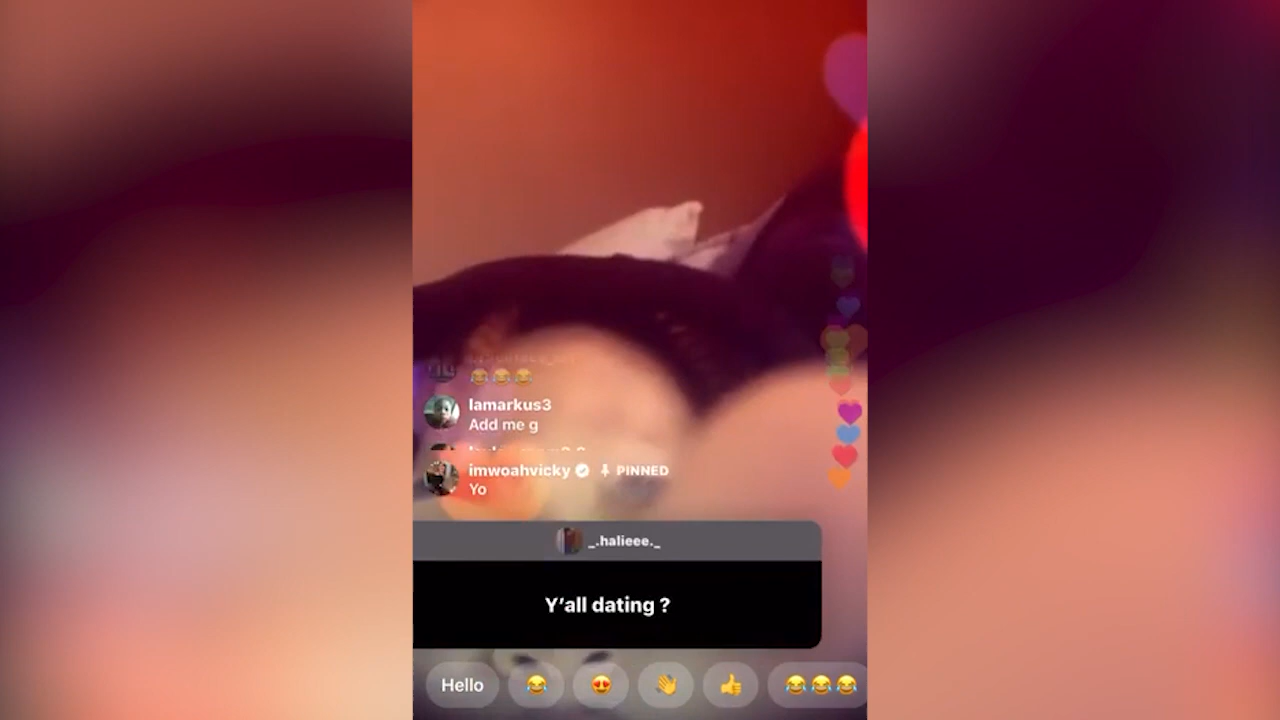 😂😂😂
lamarkus3
Add me g
imwoahvicky PINNED
Yo
_.halieee._
Y’all dating ?
Hello 😂 😍 👋 👍 😂😂😂